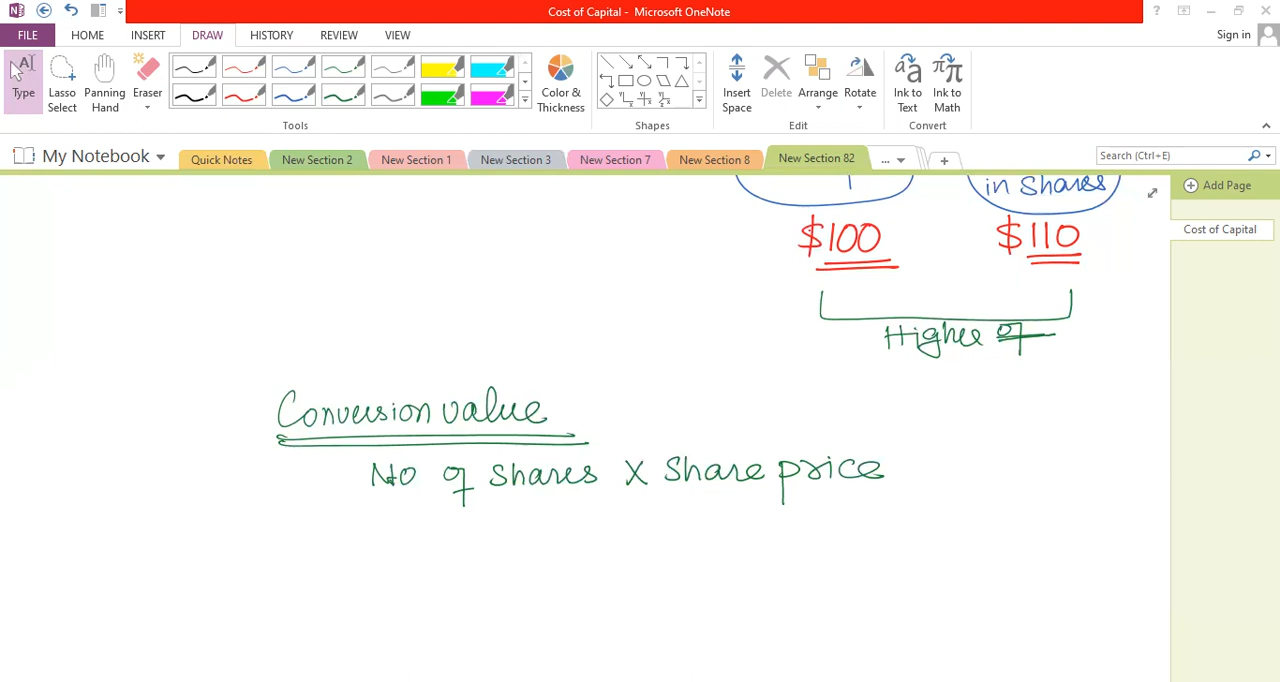 Cost of Capital - Microsoft OneNote
FILE HOME INSERT DRAW HISTORY REVIEW VIEW
Sign in
Type
Lasso Select
Panning Hand
Eraser
Color & Thickness
Insert Space
Delete
Arrange
Rotate
Ink to Text
Ink to Math
Tools
Shapes
Edit
Convert
My Notebook
Quick Notes
New Section 2
New Section 1
New Section 3
New Section 7
New Section 8
New Section 82
...
Search (Ctrl+E)
Add Page
Cost of Capital
in Shares
$100 $110
Higher of
Conversion value
No of shares X Share price